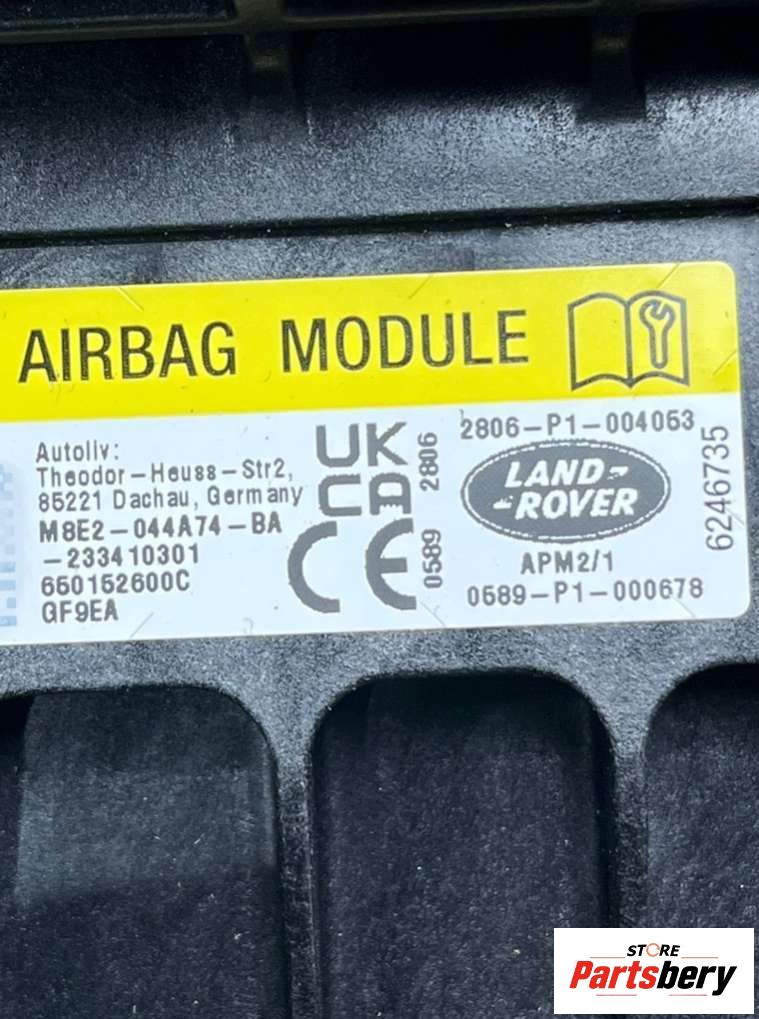 AIRBAG MODULE
Autoliv:
Theodor-Heuss-Str2,
85221 Dachau, Germany
M8E2-044A74-BA
-233410301
650152600C
GF9EA
UK
CA
2806
CE
0589
2806-P1-004053
LAND-
-ROVER
APM2/1
0589-P1-000678
6246735
STORE
Partsbery